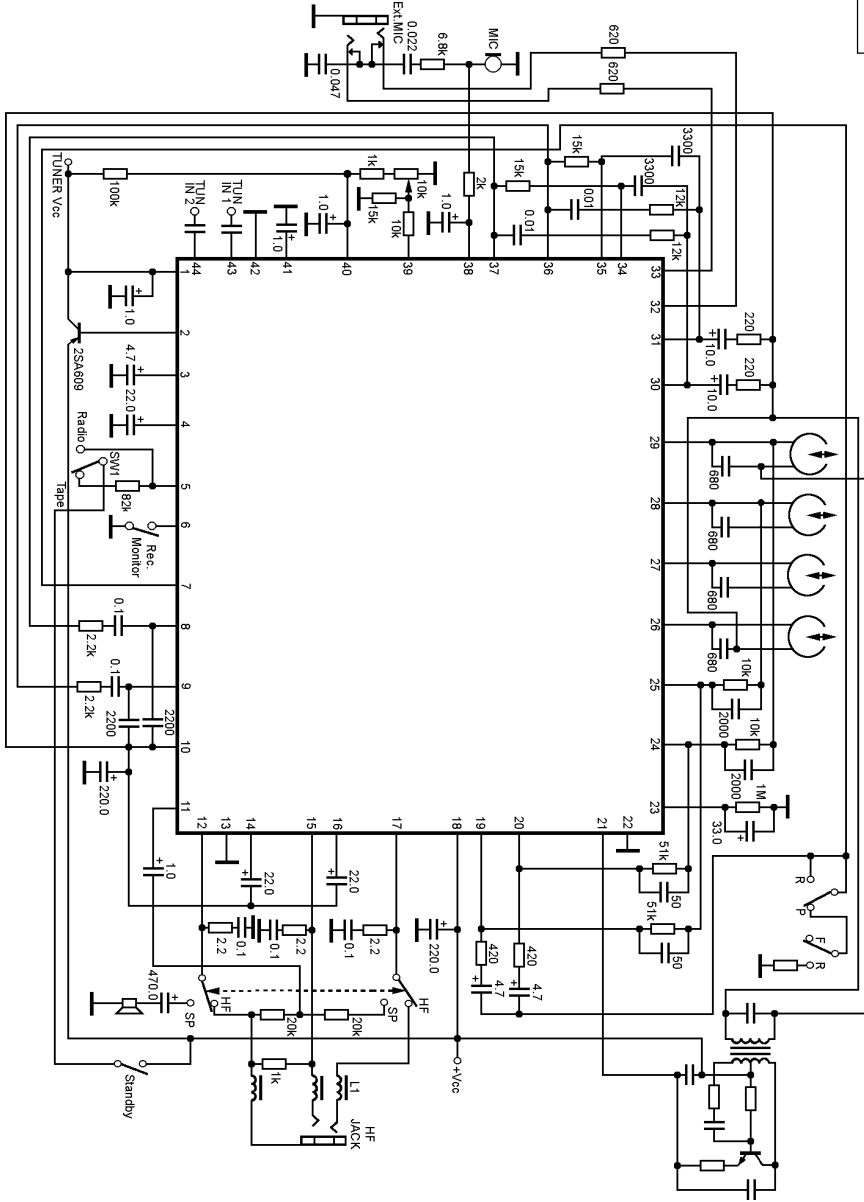 Ext.MIC
0.022
6.8k
MIC
0.047
620
620
TUNER Vcc
100k
TUN
IN 2
TUN
IN 1
1.0
1.0
1k
10k
15k
10k
1.0
2k
15k
15k
0.01
0.01
3300
3300
12k
12k
44
43
42
41
40
39
38
37
36
35
34
33
32
31
30
29
28
27
26
25
24
23
220
10.0
220
10.0
680
680
680
680
10k
2000
10k
2000
1M
33.0
1
2
3
4
5
6
7
8
9
10
11
1.0
2SA609
4.7
22.0
Radio
SW1
Tape
82k
Rec.
Monitor
0.1
2.2k
0.1
2.2k
2200
2200
220.0
12
13
14
15
16
17
18
19
20
21
22
1.0
22.0
22.0
2.2
0.1
0.1
2.2
0.1
2.2
220.0
420
4.7
420
4.7
51k
50
51k
50
R
P
F
R
470.0
SP
HF
20k
20k
SP
HF
+Vcc
1k
L1
HF
JACK
Standby